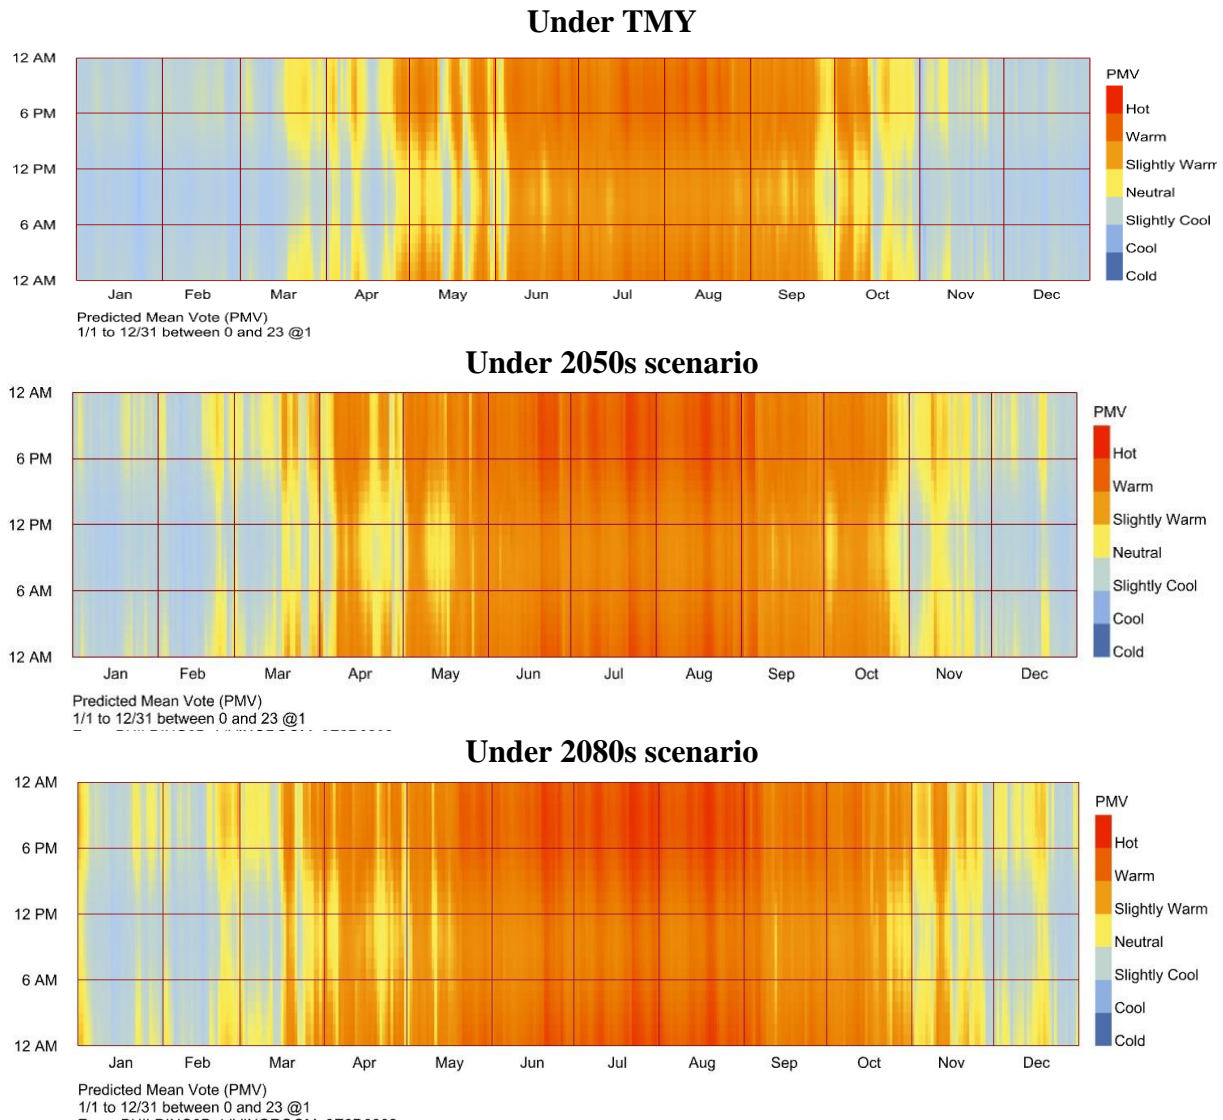 Under TMY
12 AM
6 PM
12 PM
6 AM
12 AM
Jan Feb Mar Apr May Jun Jul Aug Sep Oct Nov Dec
PMV
Hot
Warm
Slightly Warm
Neutral
Slightly Cool
Cool
Cold
Predicted Mean Vote (PMV)
1/1 to 12/31 between 0 and 23 @1
Under 2050s scenario
12 AM
6 PM
12 PM
6 AM
12 AM
Jan Feb Mar Apr May Jun Jul Aug Sep Oct Nov Dec
PMV
Hot
Warm
Slightly Warm
Neutral
Slightly Cool
Cool
Cold
Predicted Mean Vote (PMV)
1/1 to 12/31 between 0 and 23 @1
Under 2080s scenario
12 AM
6 PM
12 PM
6 AM
12 AM
Jan Feb Mar Apr May Jun Jul Aug Sep Oct Nov Dec
PMV
Hot
Warm
Slightly Warm
Neutral
Slightly Cool
Cool
Cold
Predicted Mean Vote (PMV)
1/1 to 12/31 between 0 and 23 @1